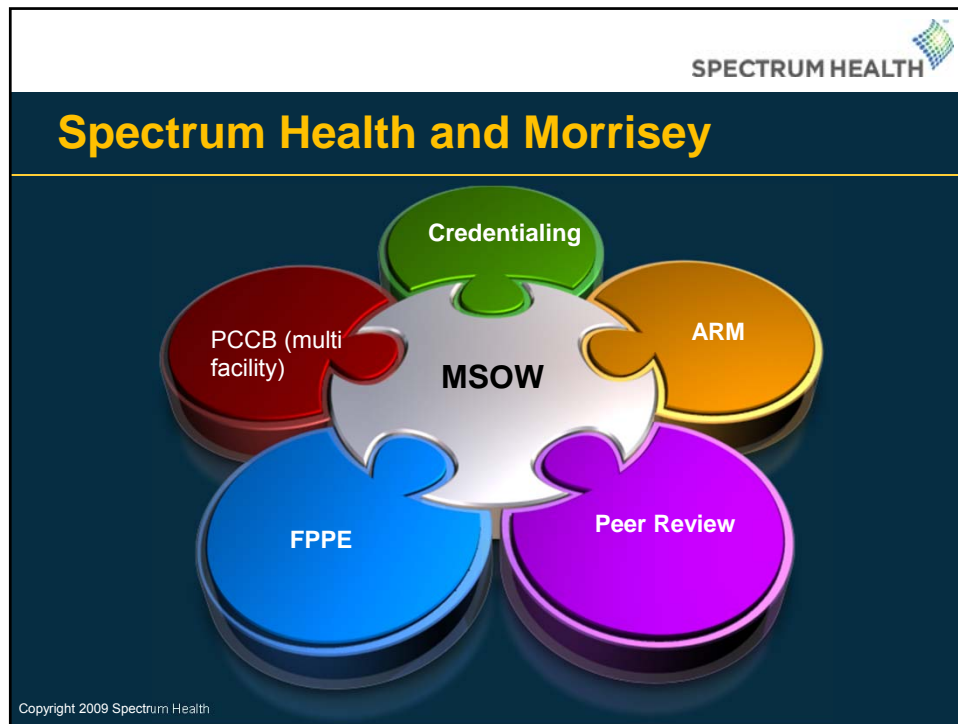 SPECTRUM HEALTH
Spectrum Health and Morrisey
Credentialing
PCCB (multi
facility)
ARM
MSOW
FPPE
Peer Review
Copyright 2009 Spectrum Health